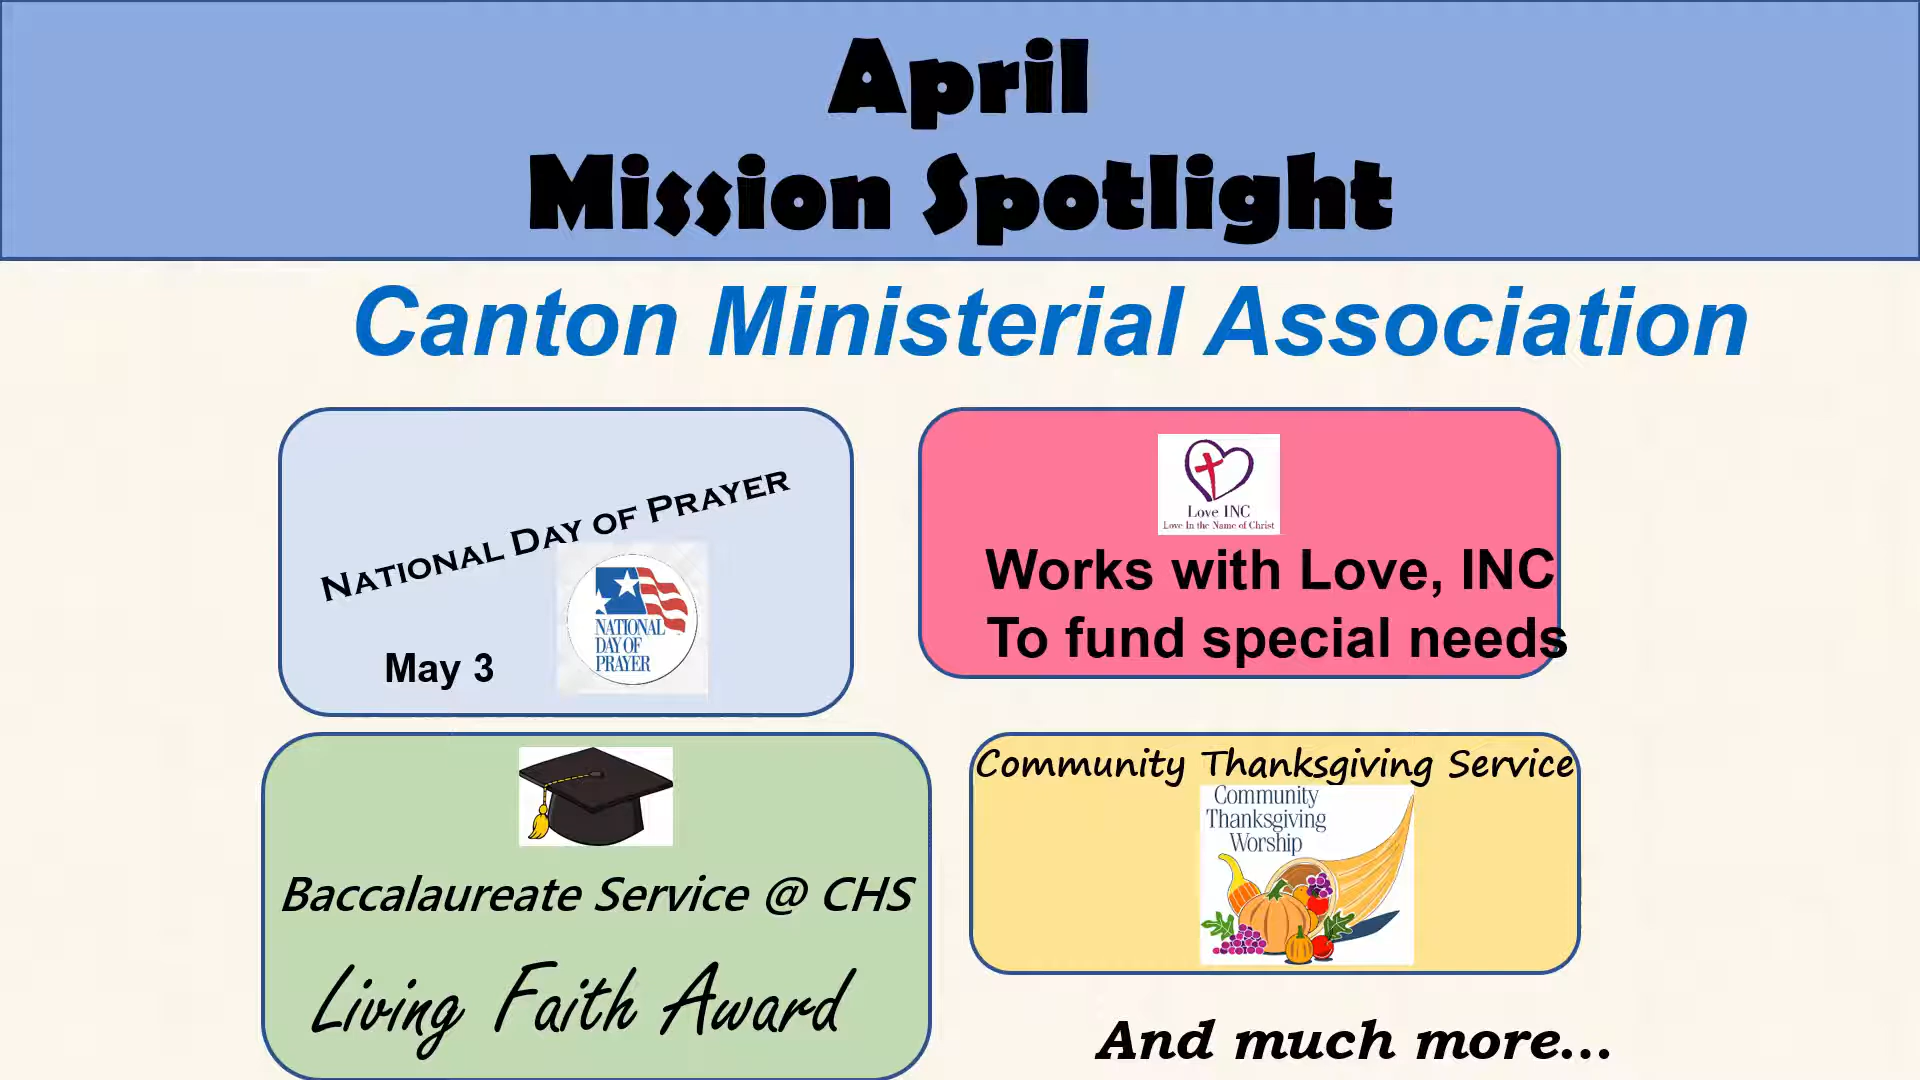 April
Mission Spotlight
Canton Ministerial Association
National Day of Prayer
NATIONAL
DAY OF
PRAYER
May 3
Love INC
Love In the Name of Christ
Works with Love, INC
To fund special needs
Baccalaureate Service @ CHS
Living Faith Award
Community Thanksgiving Service
Community
Thanksgiving
Worship
And much more...